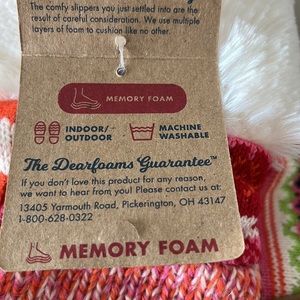 The comfy slippers you just settled into are the
result of careful consideration. We use multiple
layers of foam to cushion like no other.
MEMORY FOAM
INDOOR/
OUTDOOR
MACHINE
WASHABLE
The Dearfoams Guarantee™
If you don't love this product for any reason,
we want to hear from you! Please contact us at:
13405 Yarmouth Road, Pickerington, OH 43147
1-800-628-0322
MEMORY FOAM